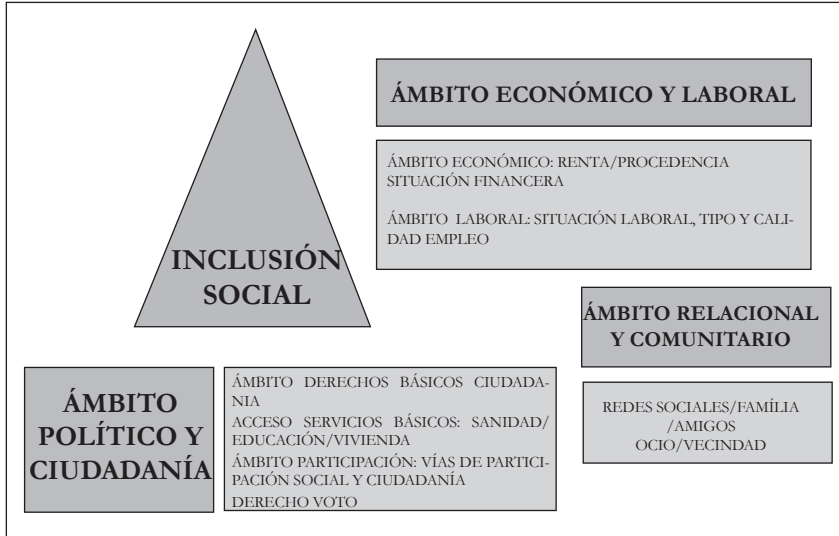 INCLUSIÓN
SOCIAL
ÁMBITO ECONÓMICO Y LABORAL
ÁMBITO ECONÓMICO: RENTA/PROCEDENCIA
SITUACIÓN FINANCERA
ÁMBITO LABORAL: SITUACIÓN LABORAL, TIPO Y CALI-
DAD EMPLEO
ÁMBITO RELACIONAL
Y COMUNITARIO
REDES SOCIALES/FAMÍLIA
/AMIGOS
OCIO/VECINDAD
ÁMBITO
POLÍTICO Y
CIUDADANÍA
ÁMBITO DERECHOS BÁSICOS CIUDADA-
NIA
ACCESO SERVICIOS BÁSICOS: SANIDAD/
EDUCACIÓN/VIVIENDA
ÁMBITO PARTICIPACIÓN: VÍAS DE PARTICI-
PACIÓN SOCIAL Y CIUDADANÍA
DERECHO VOTO